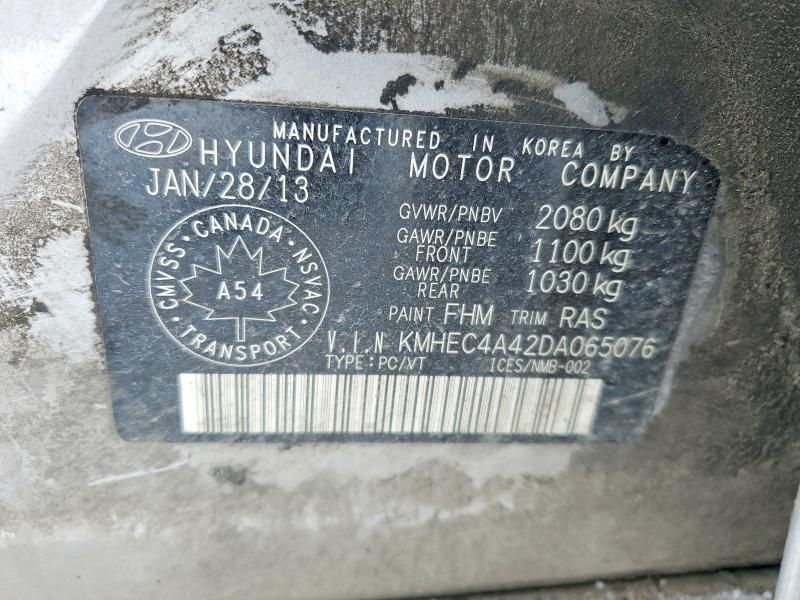 MANUFACTURED IN KOREA BY
HYUNDAI MOTOR COMPANY
JAN/28/13
GVWR/PNBV 2080 kg
GAWR/PNBE FRONT 1100 kg
GAWR/PNBE REAR 1030 kg
PAINT FHM TRIM RAS
CMVSS · CANADA · NSVAC · TRANSPORT ·
A54
V.I.N KMHEC4A42DA065076
TYPE: PC/VT ICES/NMB-002